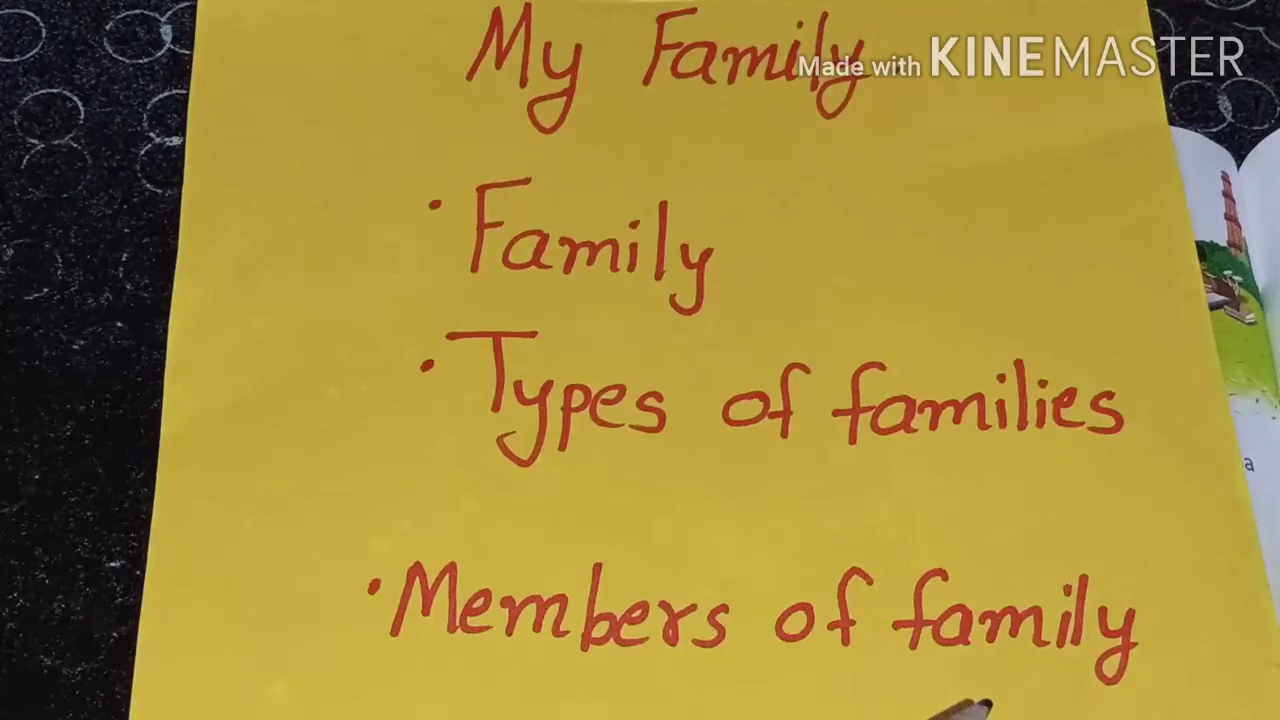 My Family
Made with KINEMASTER
· Family
· Types of families
· Members of family
a